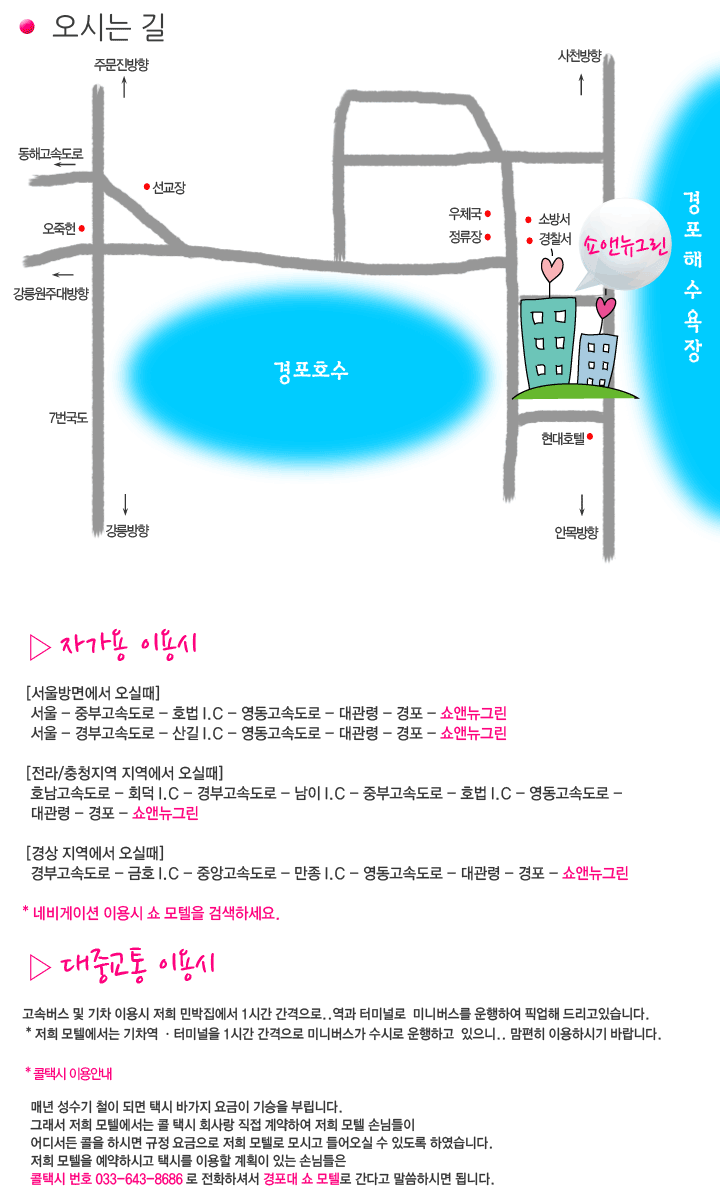 오시는 길
주문진방향
사천방향
동해고속도로
선교장
오죽헌
우체국
소방서
정류장
경찰서
쇼앤뉴그린
경포해수욕장
강릉원주대방향
경포호수
7번국도
현대호텔
강릉방향
안목방향
▷ 자가용 이용시
[서울방면에서 오실때]
서울 - 중부고속도로 - 호법 I.C - 영동고속도로 - 대관령 - 경포 - 쇼앤뉴그린
서울 - 경부고속도로 - 산길 I.C - 영동고속도로 - 대관령 - 경포 - 쇼앤뉴그린
[전라/충청지역 지역에서 오실때]
호남고속도로 - 회덕 I.C - 경부고속도로 - 남이 I.C - 중부고속도로 - 호법 I.C - 영동고속도로 -
대관령 - 경포 - 쇼앤뉴그린
[경상 지역에서 오실때]
경부고속도로 - 금호 I.C - 중앙고속도로 - 만종 I.C - 영동고속도로 - 대관령 - 경포 - 쇼앤뉴그린
* 네비게이션 이용시 쇼 모텔을 검색하세요.
▷ 대중교통 이용시
고속버스 및 기차 이용시 저희 민박집에서 1시간 간격으로..역과 터미널로 미니버스를 운행하여 픽업해 드리고있습니다.
* 저희 모텔에서는 기차역 · 터미널을 1시간 간격으로 미니버스가 수시로 운행하고 있으니.. 맘편히 이용하시기 바랍니다.
* 콜택시 이용안내
매년 성수기 철이 되면 택시 바가지 요금이 기승을 부립니다.
그래서 저희 모텔에서는 콜 택시 회사랑 직접 계약하여 저희 모텔 손님들이
어디서든 콜을 하시면 규정 요금으로 저희 모텔로 모시고 들어오실 수 있도록 하였습니다.
저희 모텔을 예약하시고 택시를 이용할 계획이 있는 손님들은
콜택시 번호 033-643-8686 로 전화하셔서 경포대 쇼 모텔로 간다고 말씀하시면 됩니다.